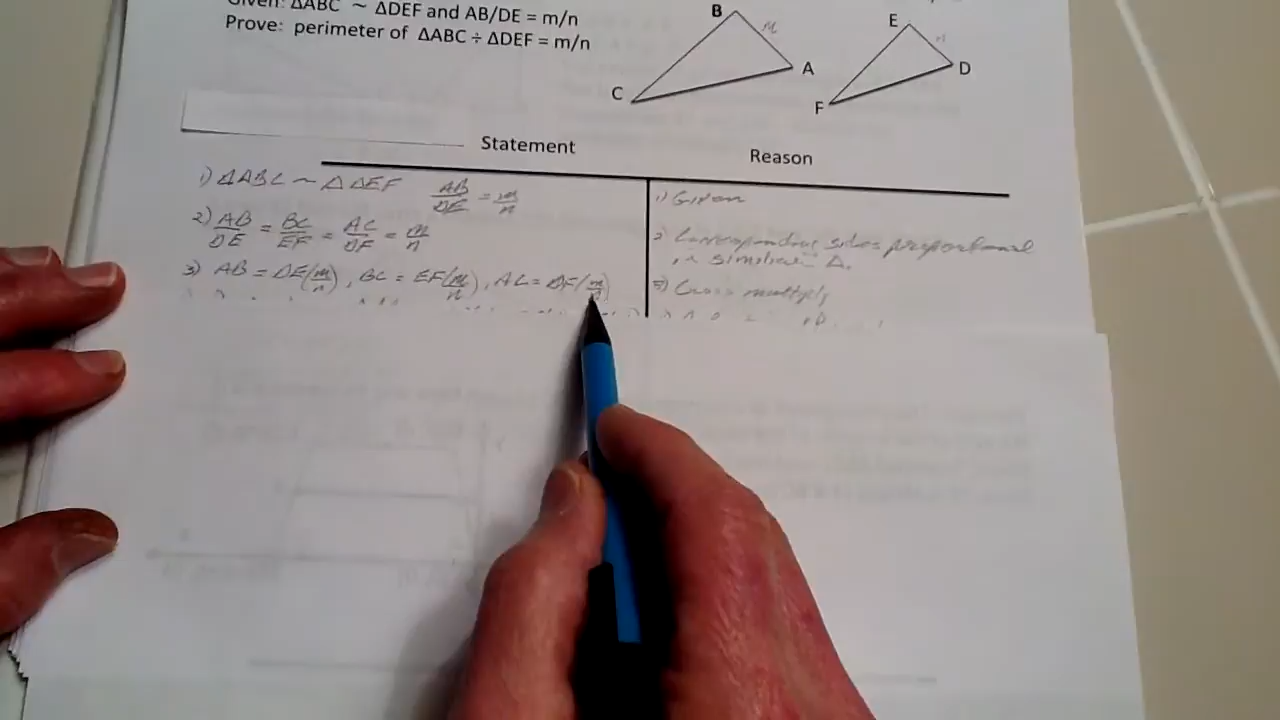 Given: ΔABC ~ ΔDEF and AB/DE = m/n
Prove: perimeter of ΔABC ÷ ΔDEF = m/n
B
M
A
C
E
n
D
F
Statement
Reason
1) ΔABC ~ ΔDEF AB/DE = m/n
1) Given
2) AB/DE = BC/EF = AC/DF = m/n
2) Corresponding sides proportional
in similar Δ.
3) AB = DE(m/n), BC = EF(m/n), AC = DF(m/n)
3) Cross multiply